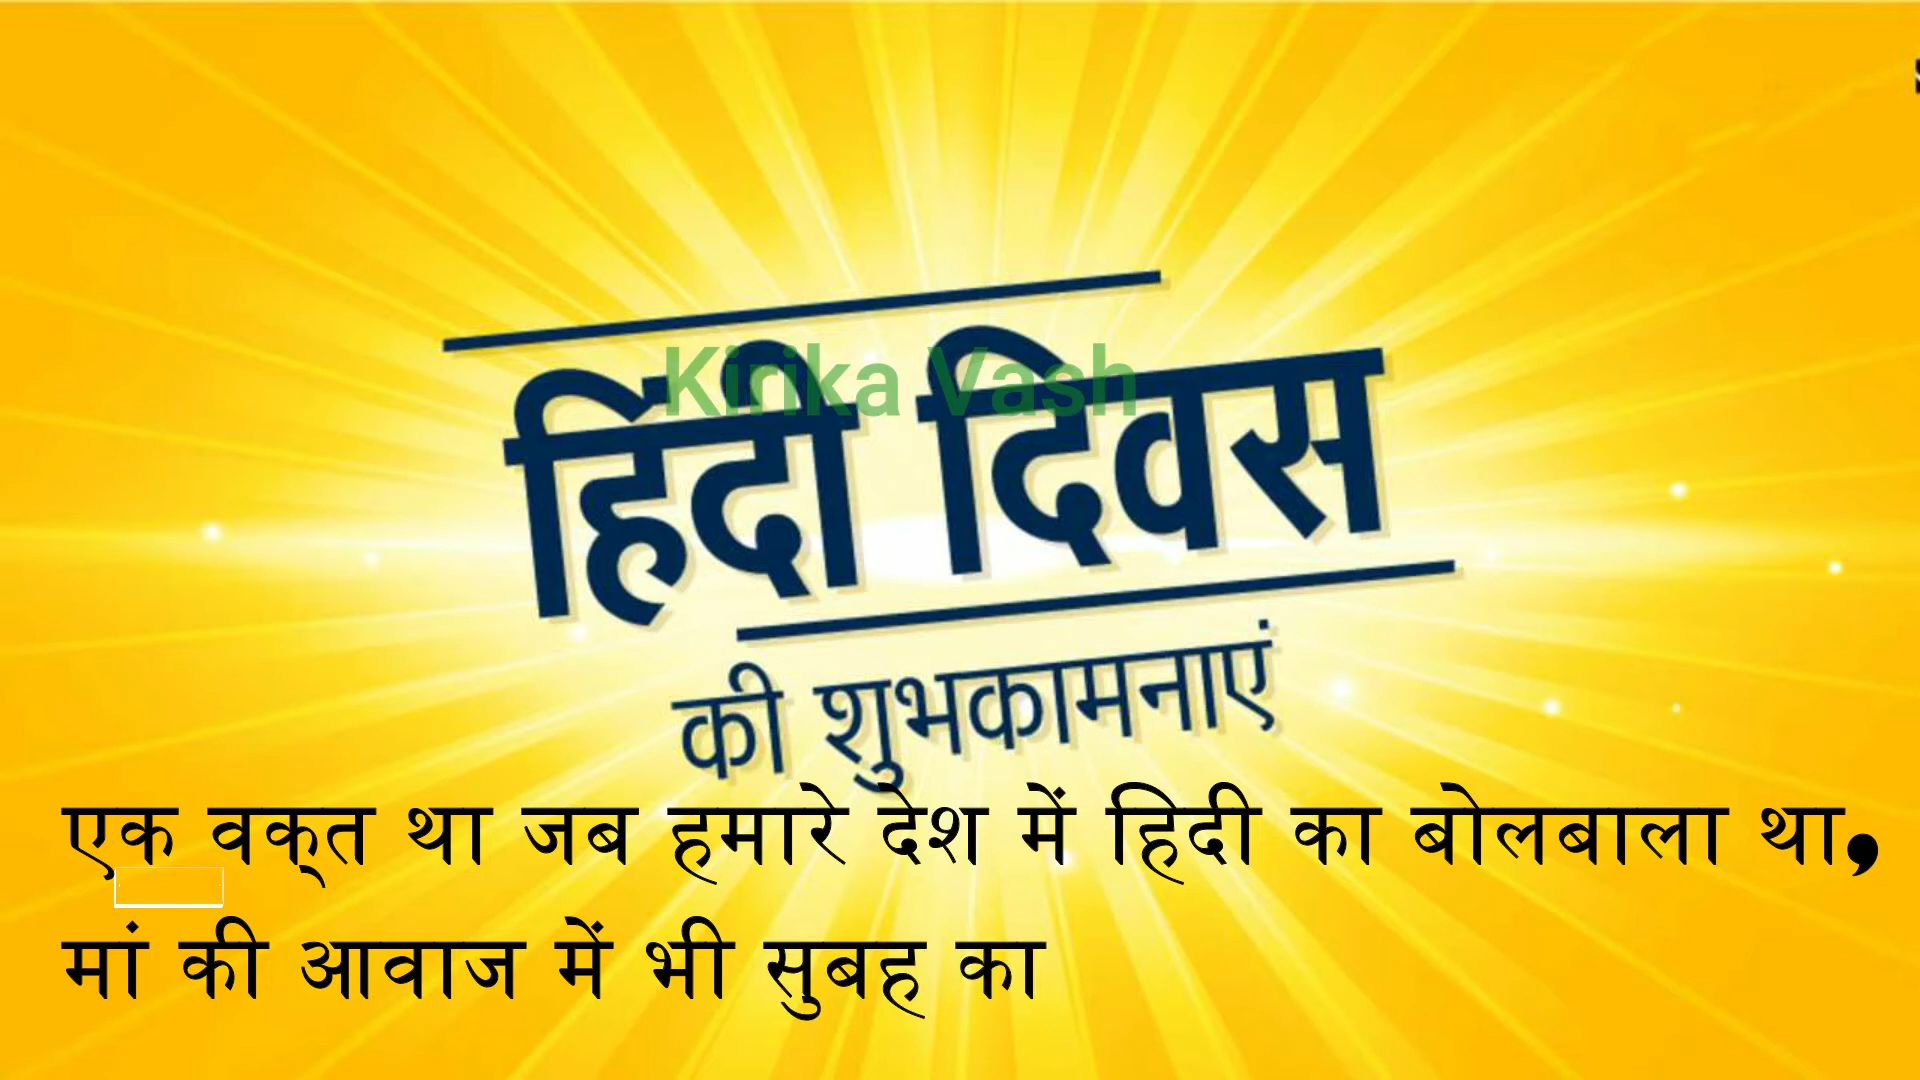 Kirika Vash
हिंदी दिवस
की शुभकामनाएं
एक वक्त था जब हमारे देश में हिदी का बोलबाला था,
मां की आवाज में भी सुबह का